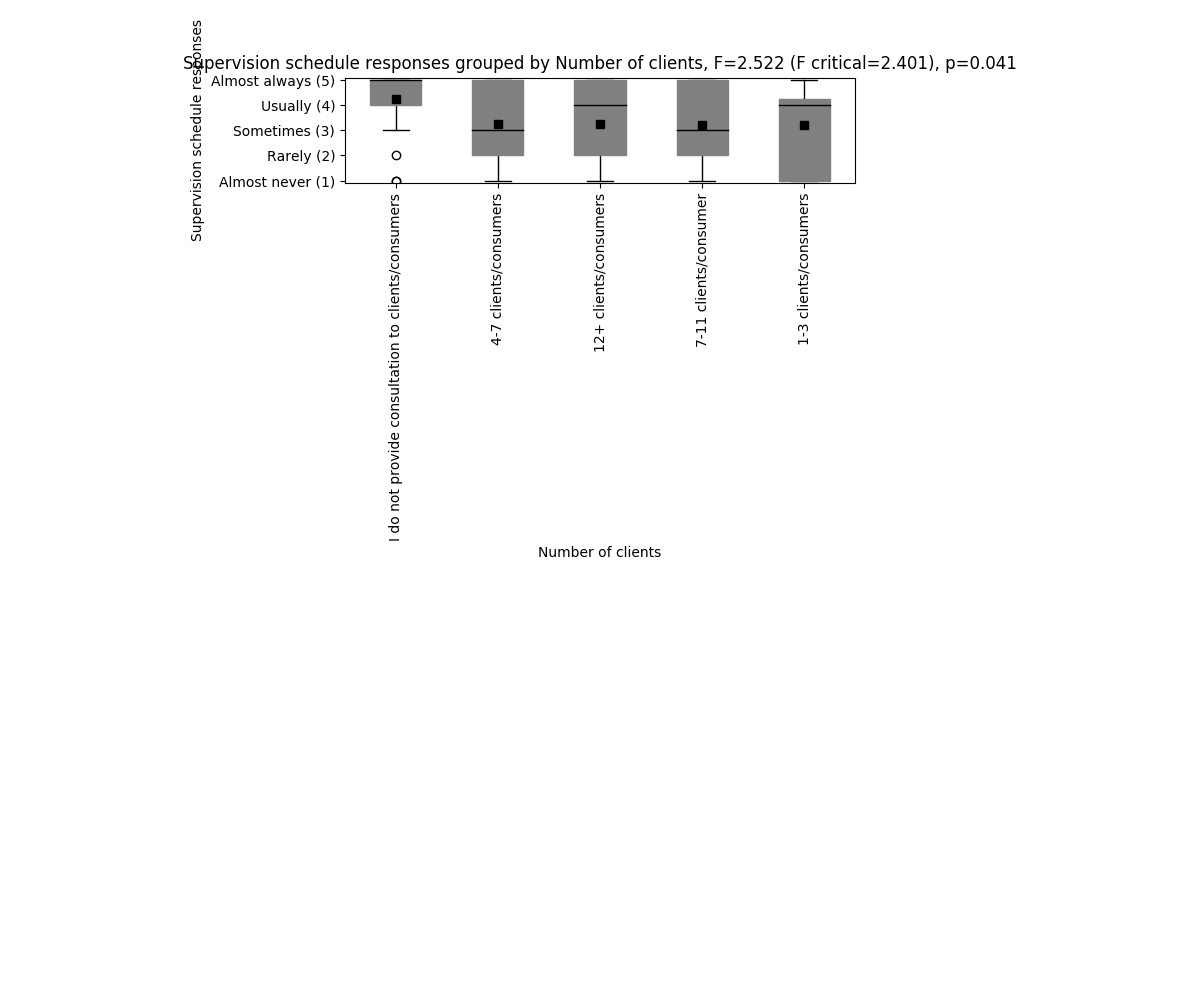 Supervision schedule responses grouped by Number of clients, F=2.522 (F critical=2.401), p=0.041
Supervision schedule responses
Almost always (5)
Usually (4)
Sometimes (3)
Rarely (2)
Almost never (1)
I do not provide consultation to clients/consumers
4-7 clients/consumers
12+ clients/consumers
7-11 clients/consumer
1-3 clients/consumers
Number of clients